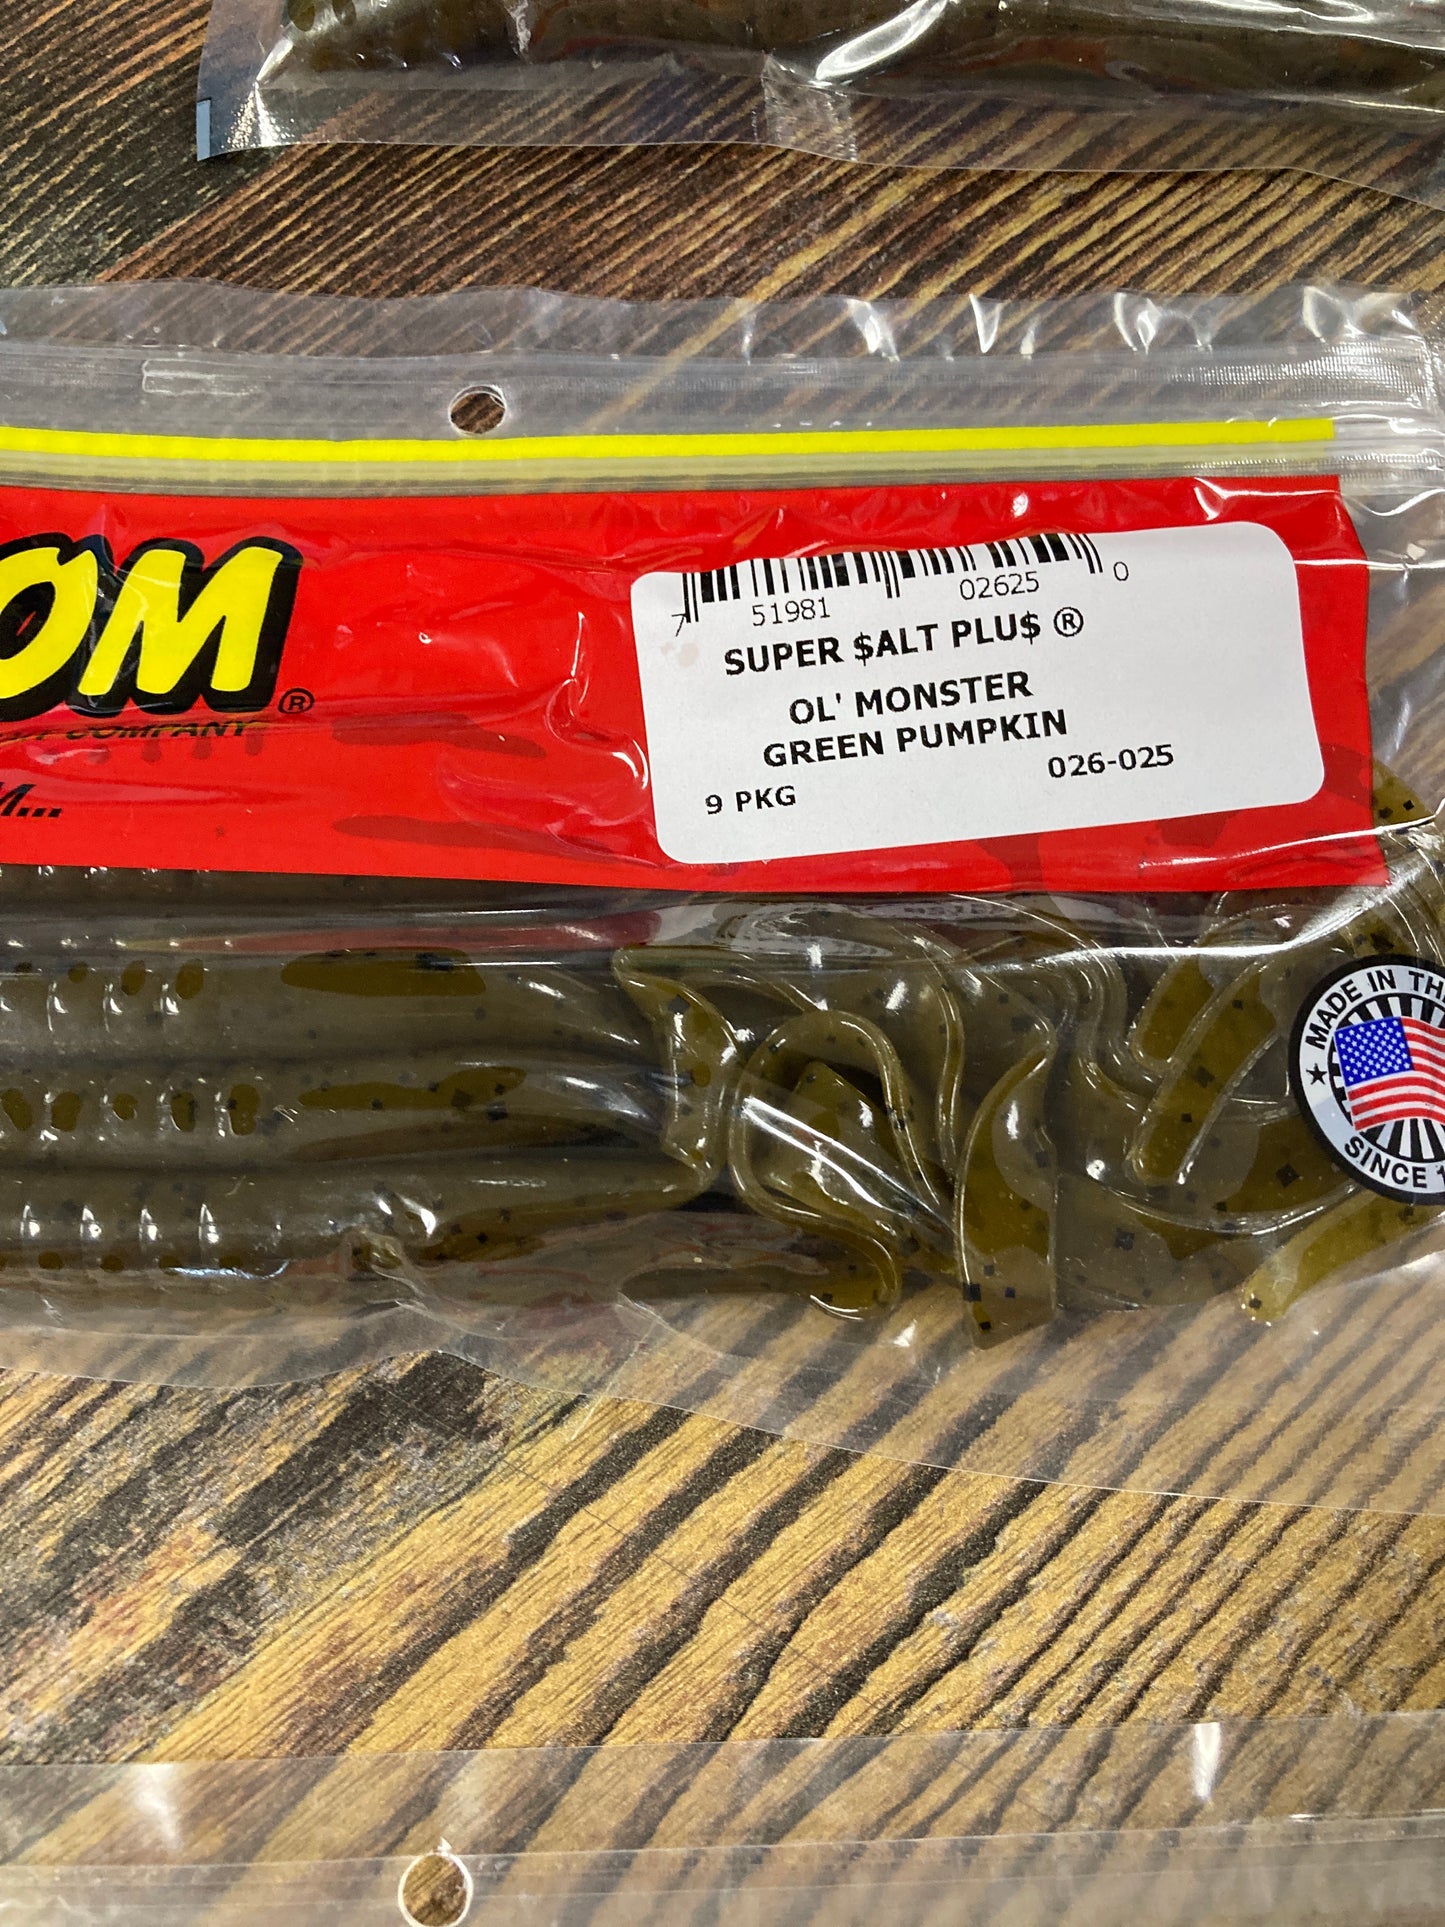 OM®
COMPANY
M...
7 51981 02625 0
SUPER $ALT PLU$ ®
OL' MONSTER
GREEN PUMPKIN
026-025
9 PKG
MADE IN TH
SINCE 1